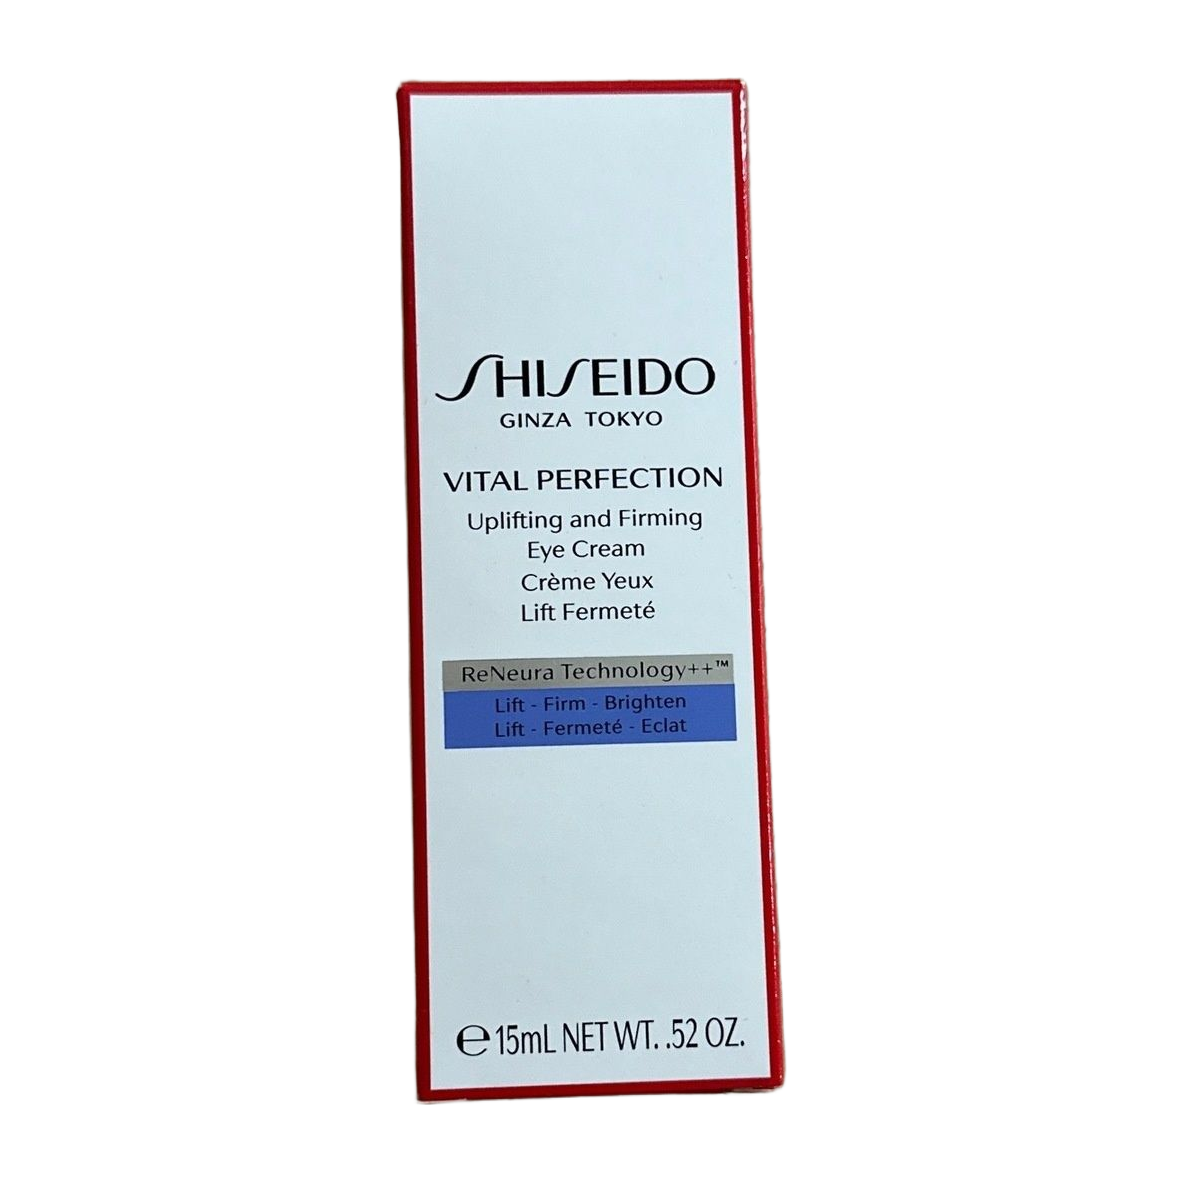 SHISEIDO
GINZA TOKYO
VITAL PERFECTION
Uplifting and Firming
Eye Cream
Crème Yeux
Lift Fermeté
ReNeura Technology++™
Lift - Firm - Brighten
Lift - Fermeté - Eclat
℮15mL NET WT. .52 OZ.